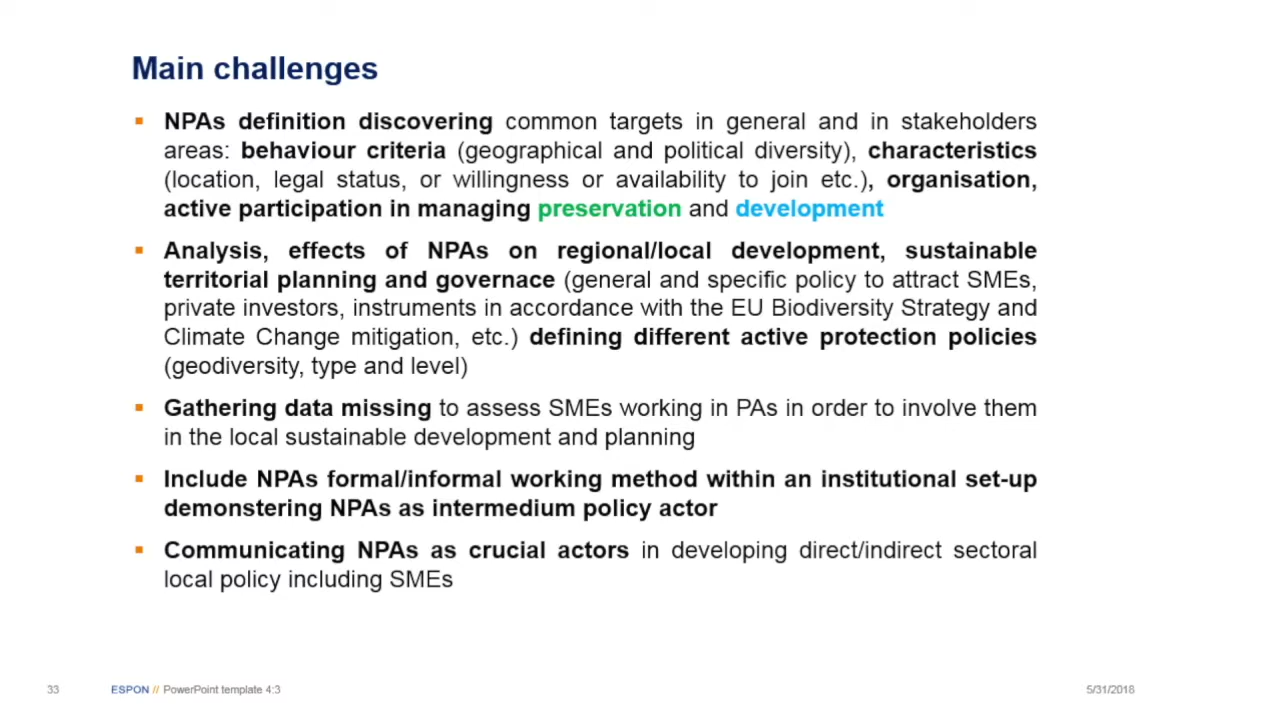 Main challenges
NPAs definition discovering common targets in general and in stakeholders
areas: behaviour criteria (geographical and political diversity), characteristics
(location, legal status, or willingness or availability to join etc.), organisation,
active participation in managing preservation and development
Analysis, effects of NPAs on regional/local development, sustainable
territorial planning and governace (general and specific policy to attract SMEs,
private investors, instruments in accordance with the EU Biodiversity Strategy and
Climate Change mitigation, etc.) defining different active protection policies
(geodiversity, type and level)
Gathering data missing to assess SMEs working in PAs in order to involve them
in the local sustainable development and planning
Include NPAs formal/informal working method within an institutional set-up
demonstering NPAs as intermedium policy actor
Communicating NPAs as crucial actors in developing direct/indirect sectoral
local policy including SMEs
33 ESPON // PowerPoint template 4:3 5/31/2018